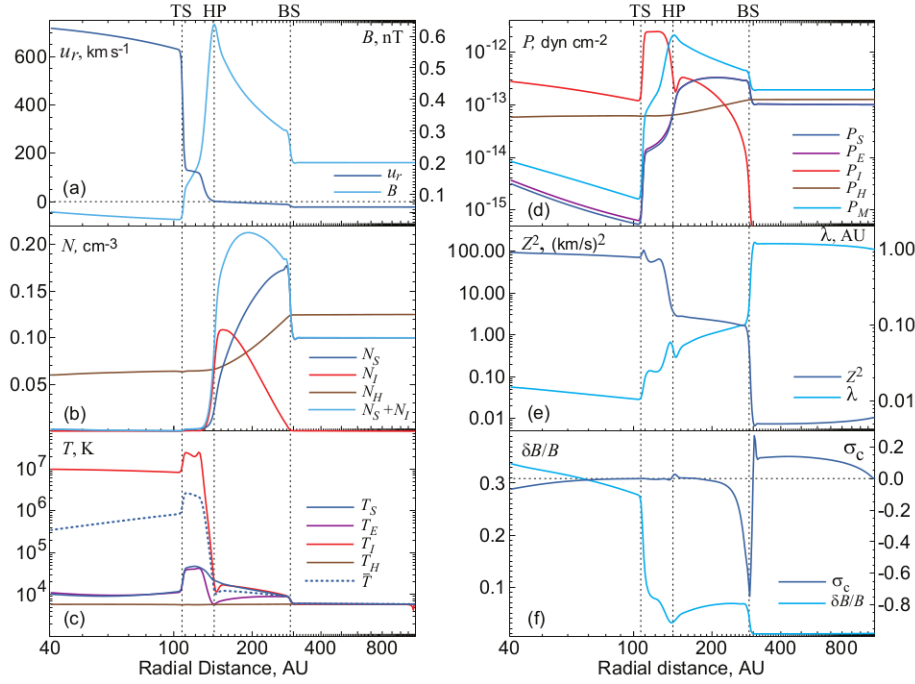 TS HP BS
u_r, km s-1
B, nT
600
400
200
0
0.6
0.5
0.4
0.3
0.2
0.1
(a)
u_r
B
N, cm-3
0.20
0.15
0.10
0.05
(b)
N_S
N_I
N_H
N_S + N_I
T, K
10^7
10^6
10^5
10^4
(c)
T_S
T_E
T_I
T_H
T̅
40 100 200 400 800
Radial Distance, AU
TS HP BS
P, dyn cm-2
10^-12
10^-13
10^-14
10^-15
(d)
P_S
P_E
P_I
P_H
P_M
Z^2, (km/s)^2
λ, AU
100.00
10.00
1.00
0.10
0.01
1.00
0.10
0.01
(e)
Z^2
λ
δB/B
σ_c
0.3
0.2
0.1
0.2
0.0
-0.2
-0.4
-0.6
-0.8
(f)
σ_c
δB/B
40 100 200 400 800
Radial distance, AU